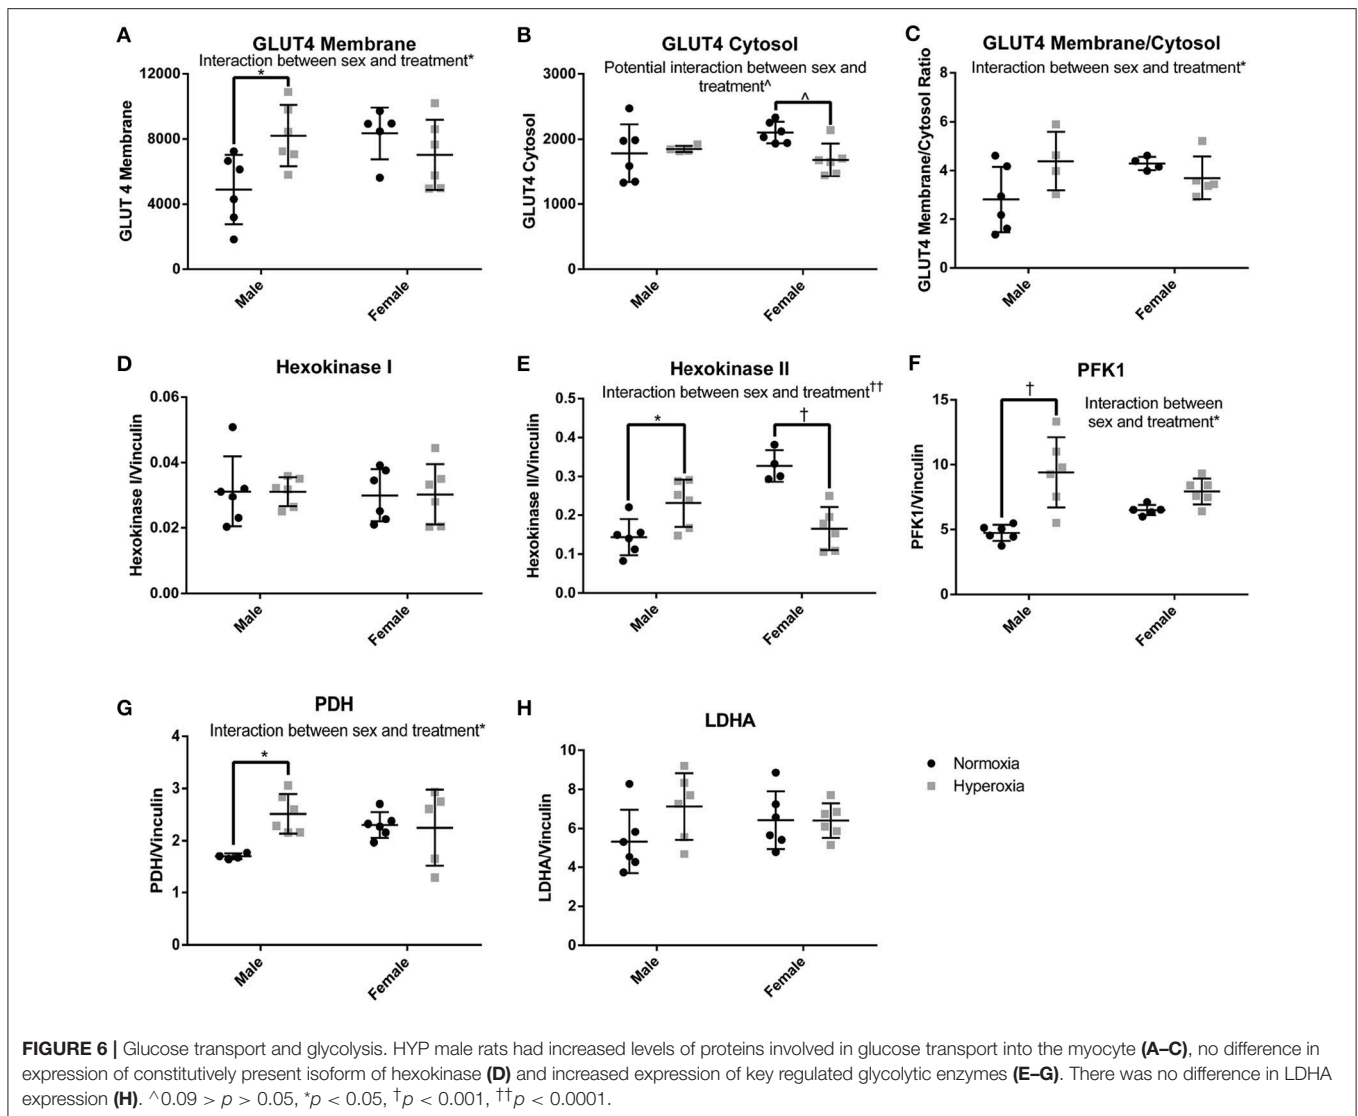 A
GLUT4 Membrane
Interaction between sex and treatment*
*
GLUT 4 Membrane
12000
8000
4000
0
Male
Female
B
GLUT4 Cytosol
Potential interaction between sex and
treatment^
^
GLUT4 Cytosol
3000
2000
1000
0
Male
Female
C
GLUT4 Membrane/Cytosol
Interaction between sex and treatment*
GLUT4 Membrane/Cytosol Ratio
8
6
4
2
0
Male
Female
D
Hexokinase I
Hexokinase I/Vinculin
0.06
0.04
0.02
0.00
Male
Female
E
Hexokinase II
Interaction between sex and treatment††
*
†
Hexokinase II/Vinculin
0.5
0.4
0.3
0.2
0.1
0.0
Male
Female
F
PFK1
†
Interaction between
sex and treatment*
PFK1/Vinculin
15
10
5
0
Male
Female
G
PDH
Interaction between sex and treatment*
*
PDH/Vinculin
4
3
2
1
0
Male
Female
H
LDHA
LDHA/Vinculin
10
8
6
4
2
0
Male
Female
Normoxia
Hyperoxia
FIGURE 6 | Glucose transport and glycolysis. HYP male rats had increased levels of proteins involved in glucose transport into the myocyte (A–C), no difference in
expression of constitutively present isoform of hexokinase (D) and increased expression of key regulated glycolytic enzymes (E–G). There was no difference in LDHA
expression (H). ^0.09 > p > 0.05, *p < 0.05, †p < 0.001, ††p < 0.0001.